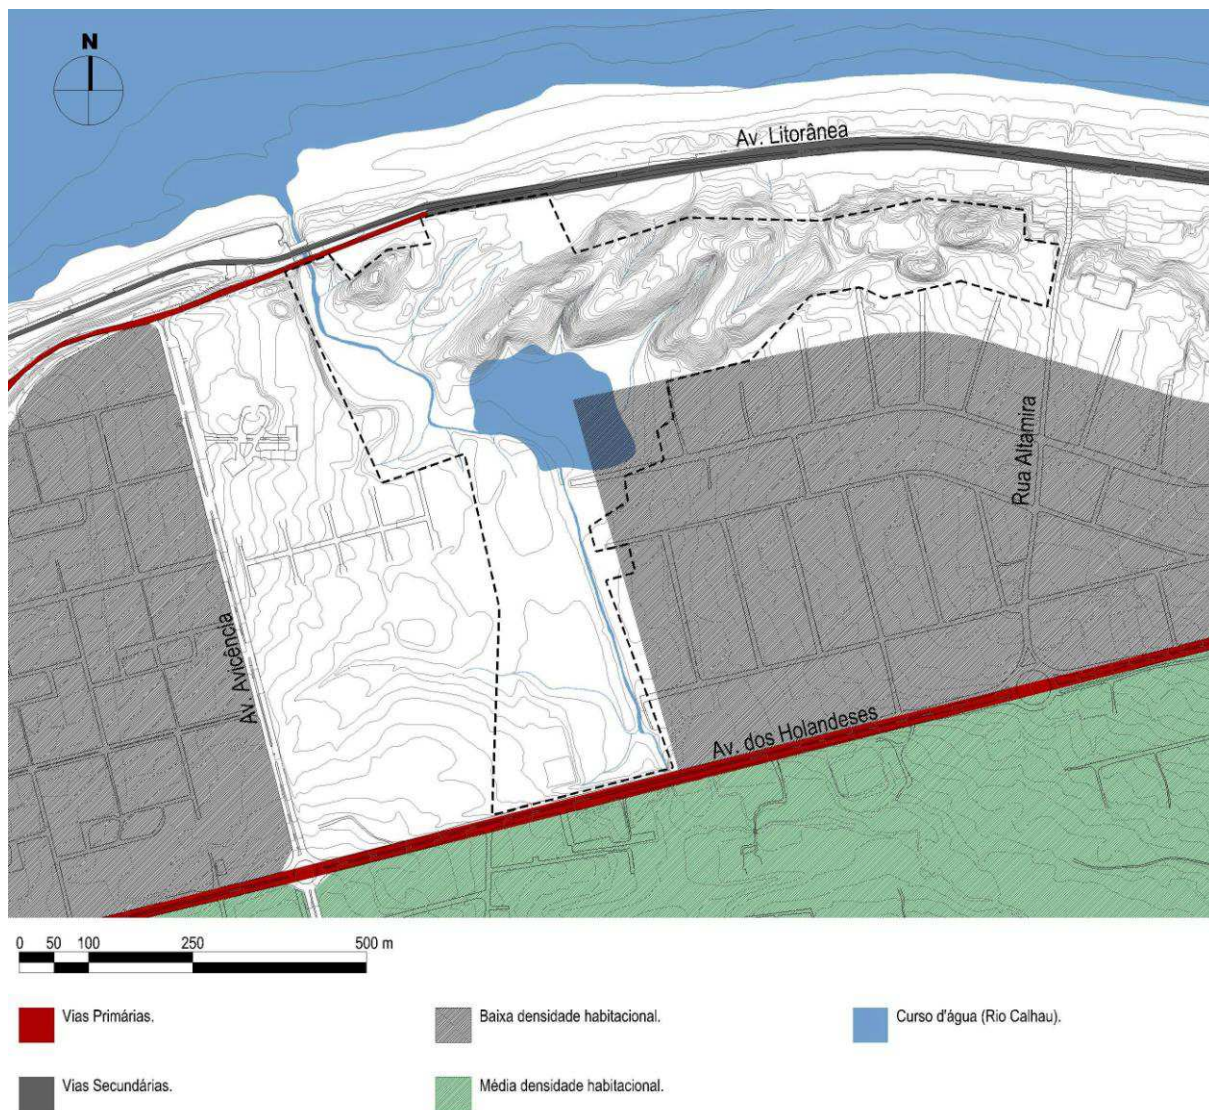 N
Av. Litorânea
Rua Altamira
Av. Avicência
Av. dos Holandeses
0 50 100 250 500 m
Vias Primárias.
Baixa densidade habitacional.
Curso d'água (Rio Calhau).
Vias Secundárias.
Média densidade habitacional.